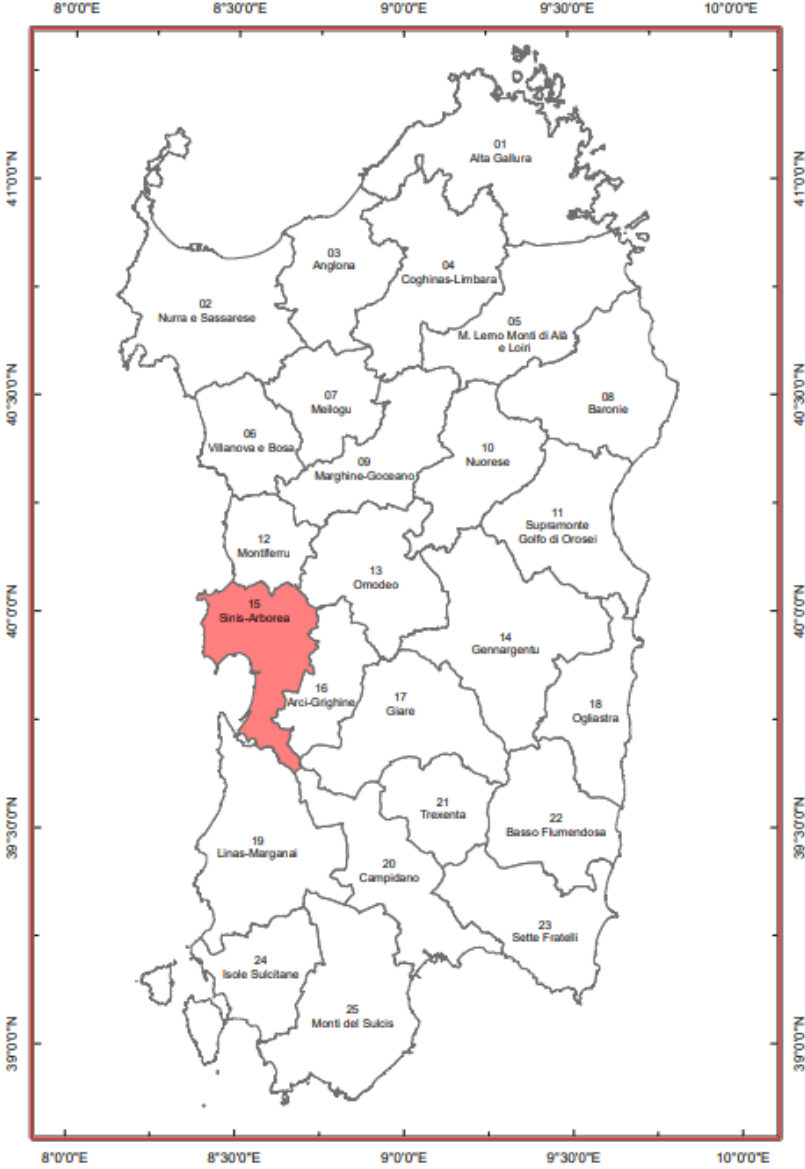 8°0'0"E 8°30'0"E 9°0'0"E 9°30'0"E 10°0'0"E
41°0'0"N
41°0'0"N
01
Alta Gallura
03
Anglona
04
Coghinas-Limbara
02
Nurra e Sassarese
05
M. Lerno Monti di Alà
e Loiri
40°30'0"N
40°30'0"N
07
Meilogu
08
Baronie
06
Villanova e Bosa
10
Nuorese
09
Marghine-Goceano
11
Supramonte
Golfo di Orosei
12
Montiferru
13
Omodeo
40°0'0"N
40°0'0"N
15
Sinis-Arborea
14
Gennargentu
16
Arci-Grighine
17
Giare
18
Ogliastra
39°30'0"N
39°30'0"N
21
Trexenta
22
Basso Flumendosa
19
Linas-Marganai
20
Campidano
23
Sette Fratelli
24
Isole Sulcitane
25
Monti del Sulcis
39°0'0"N
39°0'0"N
8°0'0"E 8°30'0"E 9°0'0"E 9°30'0"E 10°0'0"E